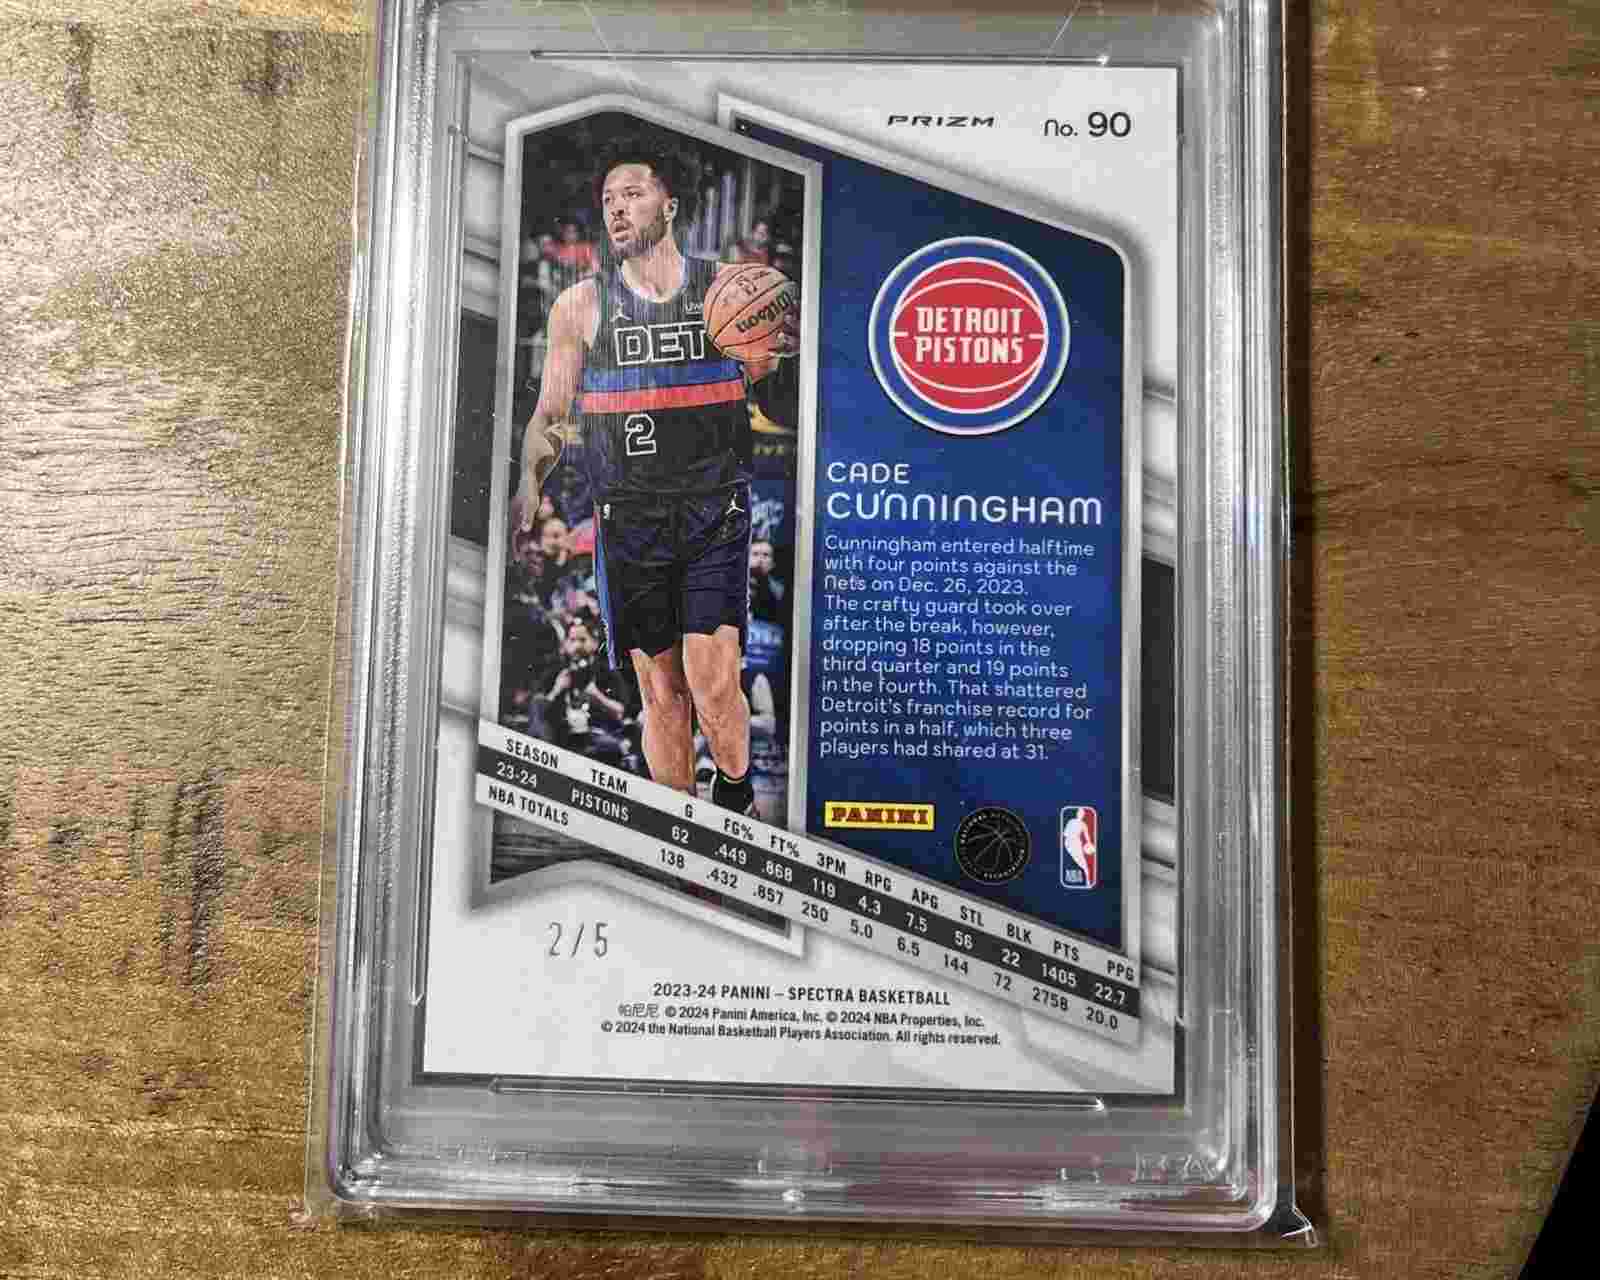 PRIZM
No. 90
DETROIT
PISTONS
UWM
Wilson
DET
2
CADE
CUNNINGHAM
Cunningham entered halftime
with four points against the
Nets on Dec. 26, 2023.
The crafty guard took over
after the break, however,
dropping 18 points in the
third quarter and 19 points
in the fourth. That shattered
Detroit's franchise record for
points in a half, which three
players had shared at 31.
PANINI
NBA
SEASON TEAM G FG% FT% 3PM RPG APG STL BLK PTS PPG
23-24 PISTONS 62 .449 .868 119 4.3 7.5 56 22 1405 22.7
NBA TOTALS 138 .432 .857 250 5.0 6.5 144 72 2758 20.0
2/5
2023-24 PANINI – SPECTRA BASKETBALL
帕尼尼 © 2024 Panini America, Inc. © 2024 NBA Properties, Inc.
© 2024 the National Basketball Players Association. All rights reserved.